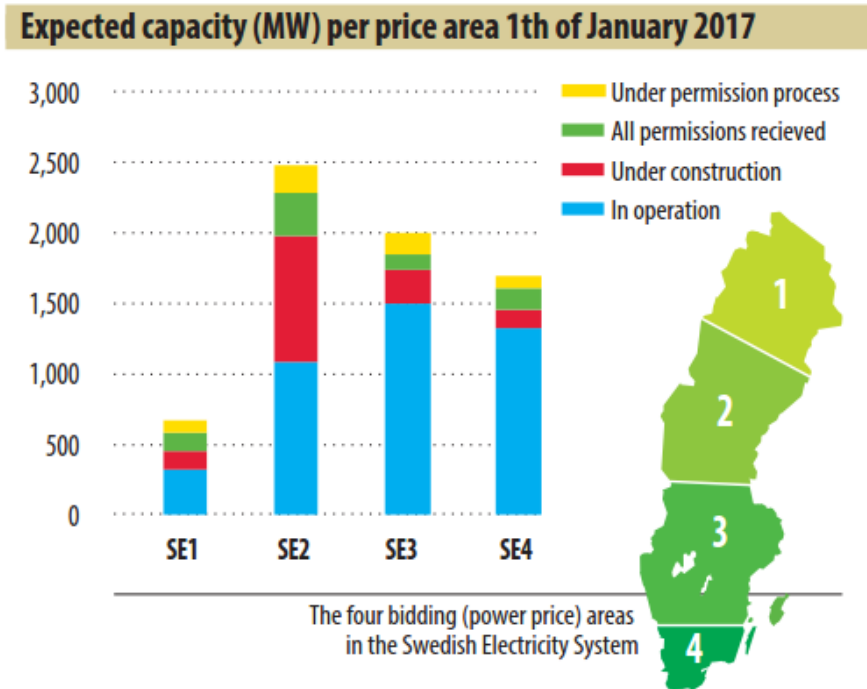 Expected capacity (MW) per price area 1th of January 2017
3,000
2,500
2,000
1,500
1,000
500
0
Under permission process
All permissions recieved
Under construction
In operation
SE1
SE2
SE3
SE4
1
2
3
4
The four bidding (power price) areas
in the Swedish Electricity System